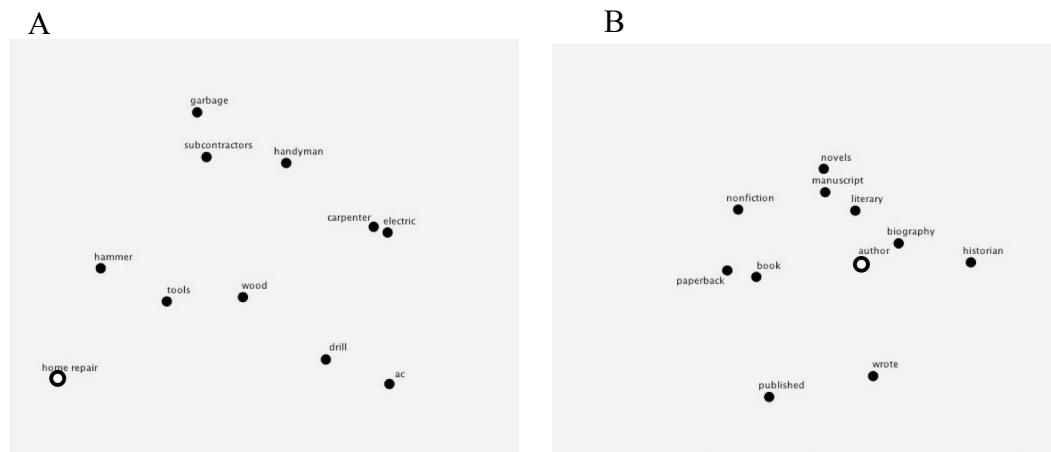 A
garbage
subcontractors
handyman
carpenter
electric
hammer
tools
wood
drill
home repair
ac
B
novels
manuscript
nonfiction
literary
biography
author
historian
book
paperback
wrote
published